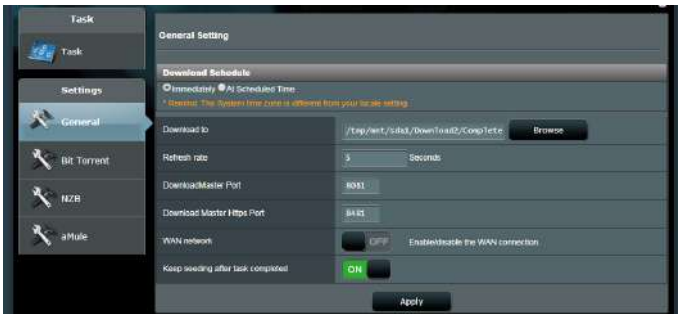 Task
Task
Settings
General
Bit Torrent
NZB
aMule
General Setting
Download Schedule
Immediately At Scheduled Time
* Remind: The System time zone is different from your locale setting.
Download to /tmp/mnt/sda1/Download2/Complete Browse
Refresh rate 5 Seconds
DownloadMaster Port 8081
Download Master Https Port
WAN network OFF Enable/disable the WAN connection
Keep seeding after task completed ON
Apply